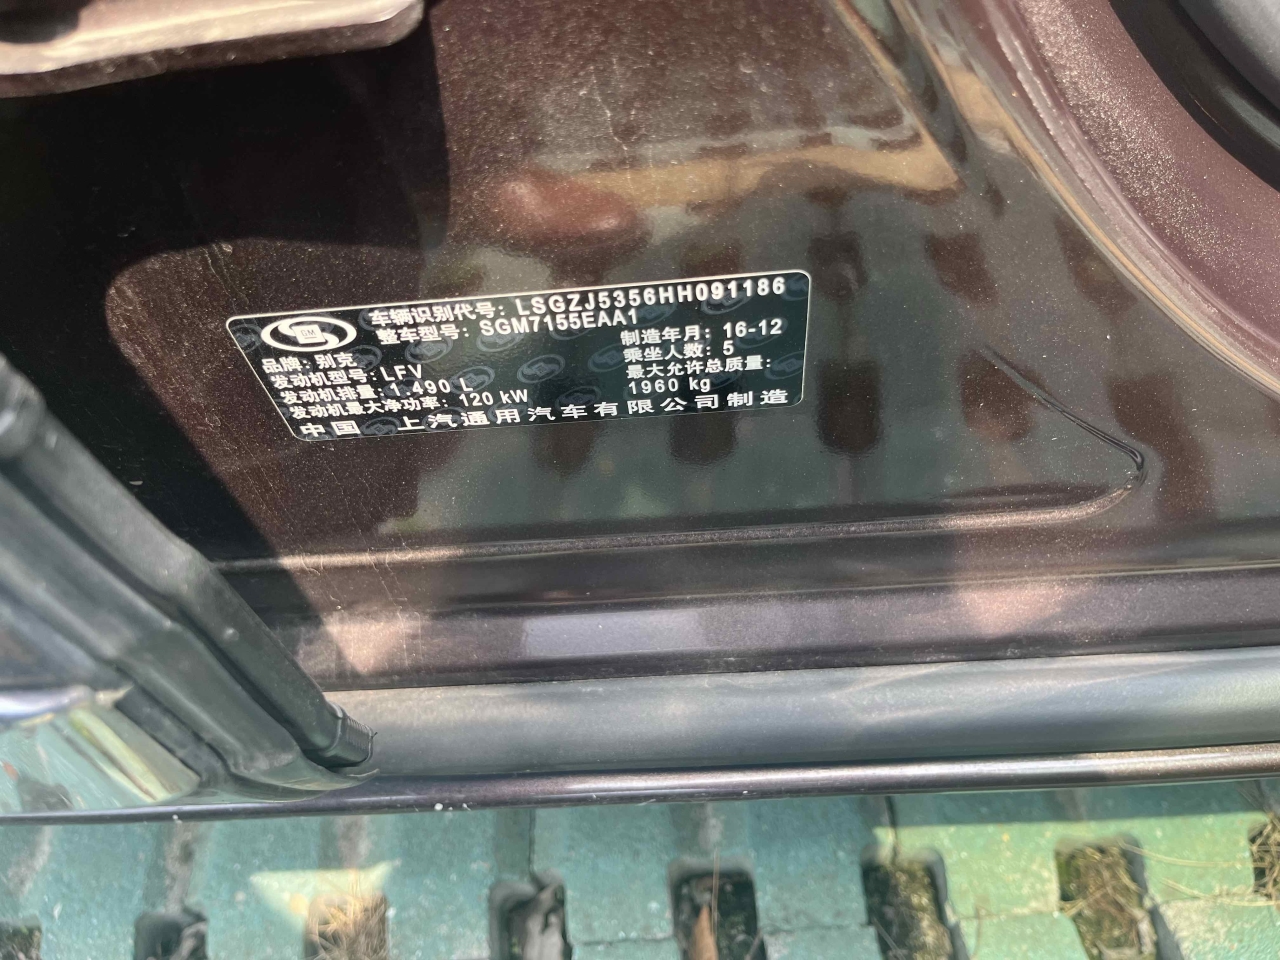 GM
车辆识别代号: LSGZJ5356HH091186
整车型号: SGM7155EAA1
品牌: 别克
制造年月: 16-12
发动机型号: LFV
乘坐人数: 5
发动机排量: 1.490 L
最大允许总质量:
1960 kg
发动机最大净功率: 120 kW
中国 上汽通用汽车有限公司制造